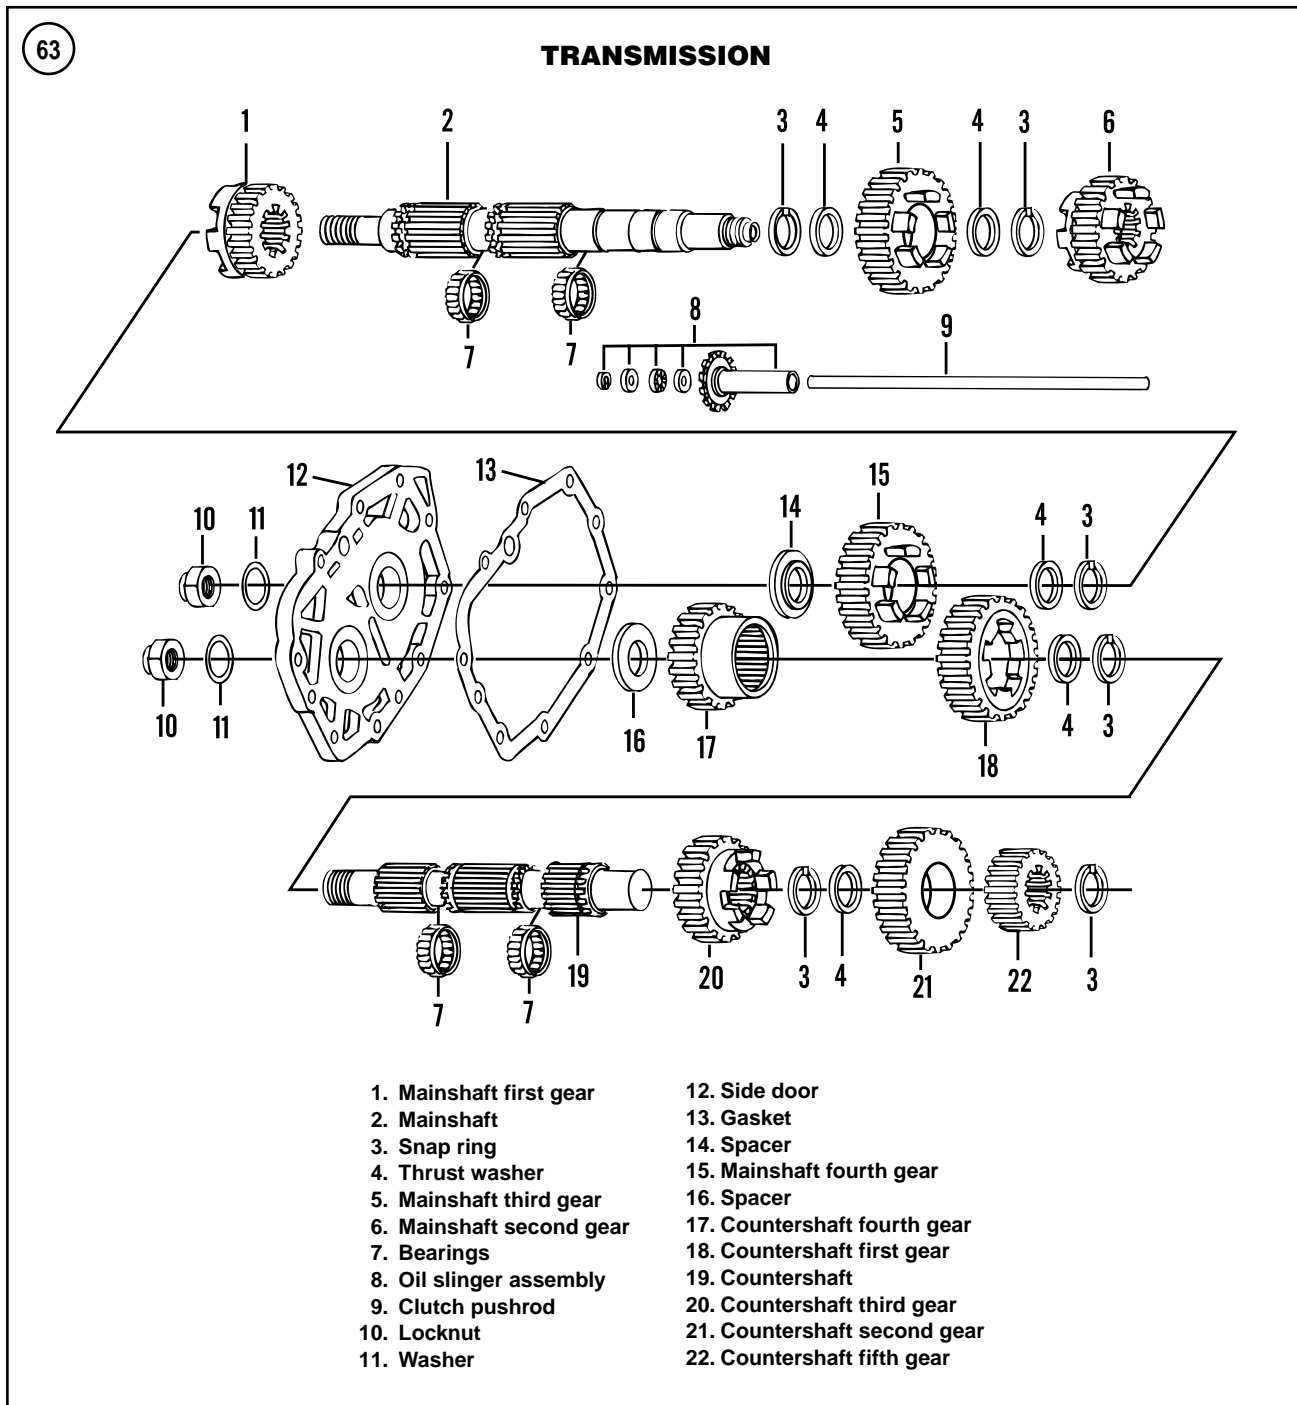 63
TRANSMISSION
1 2 3 4 5 4 3 6
7 7 8 9
12 13 14 15 4 3
10 11
10 11 16 17 18 4 3
7 7 19 20 3 4 21 22 3
1. Mainshaft first gear
2. Mainshaft
3. Snap ring
4. Thrust washer
5. Mainshaft third gear
6. Mainshaft second gear
7. Bearings
8. Oil slinger assembly
9. Clutch pushrod
10. Locknut
11. Washer
12. Side door
13. Gasket
14. Spacer
15. Mainshaft fourth gear
16. Spacer
17. Countershaft fourth gear
18. Countershaft first gear
19. Countershaft
20. Countershaft third gear
21. Countershaft second gear
22. Countershaft fifth gear